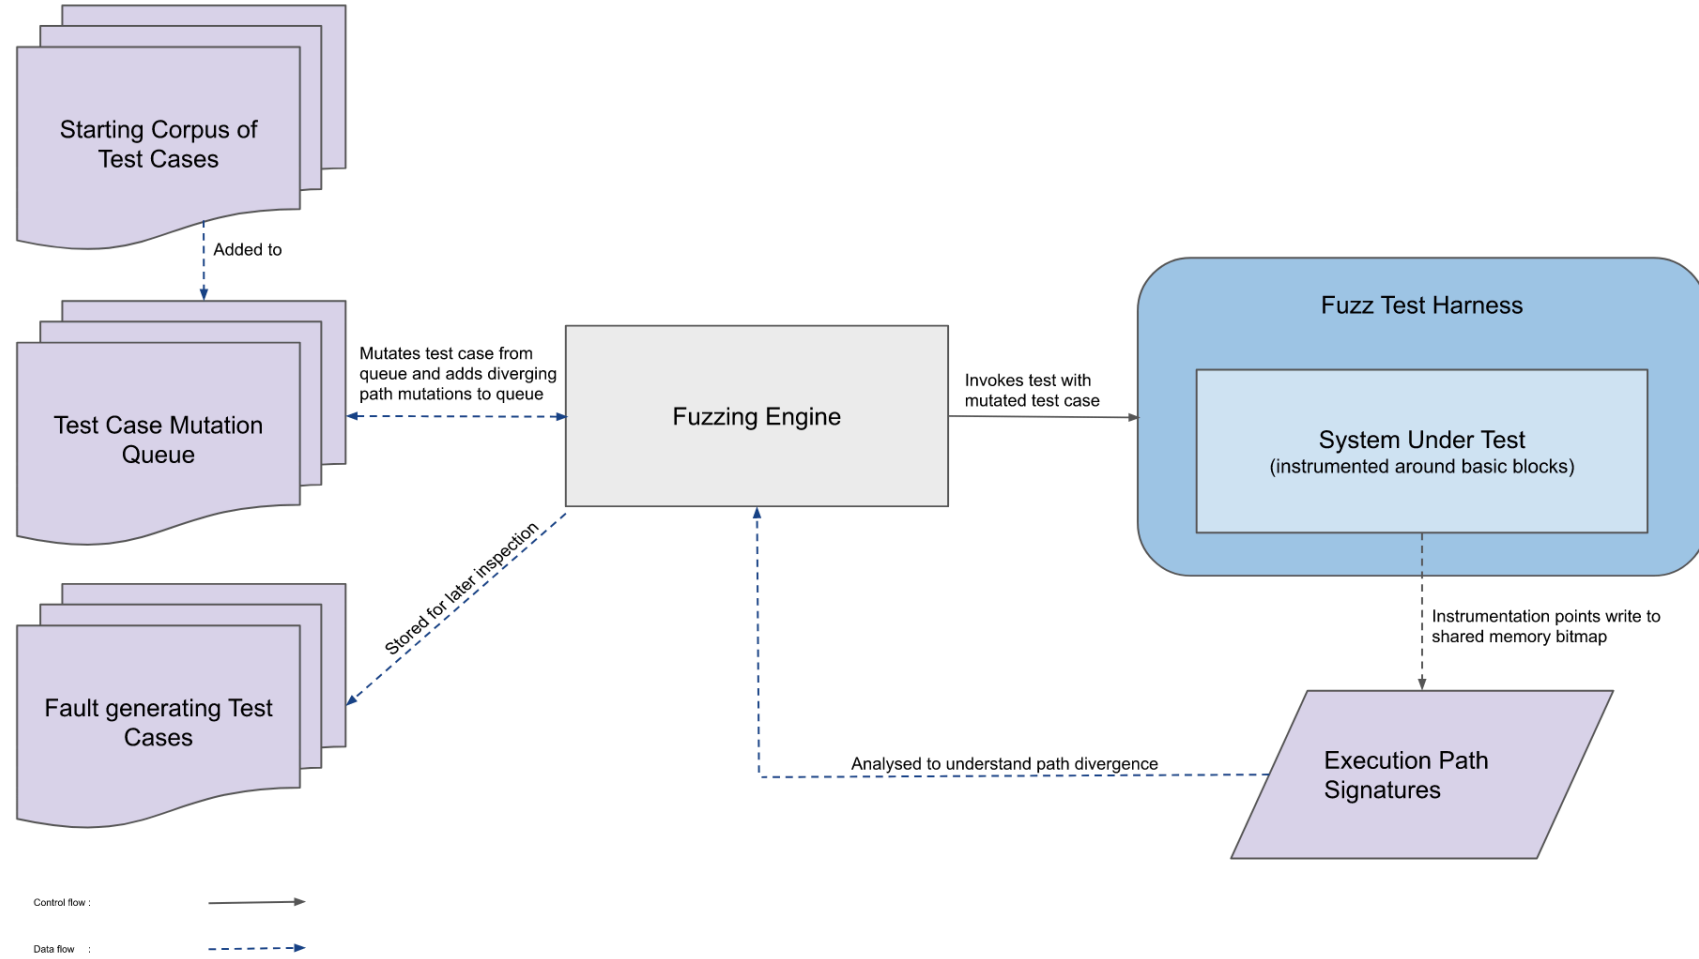 Starting Corpus of
Test Cases
Added to
Fuzz Test Harness
Mutates test case from
queue and adds diverging
path mutations to queue
Invokes test with
mutated test case
Fuzzing Engine
Test Case Mutation
Queue
System Under Test
(instrumented around basic blocks)
Stored for later inspection
Instrumentation points write to
shared memory bitmap
Fault generating Test
Cases
Analysed to understand path divergence
Execution Path
Signatures
Control flow :
Data flow :